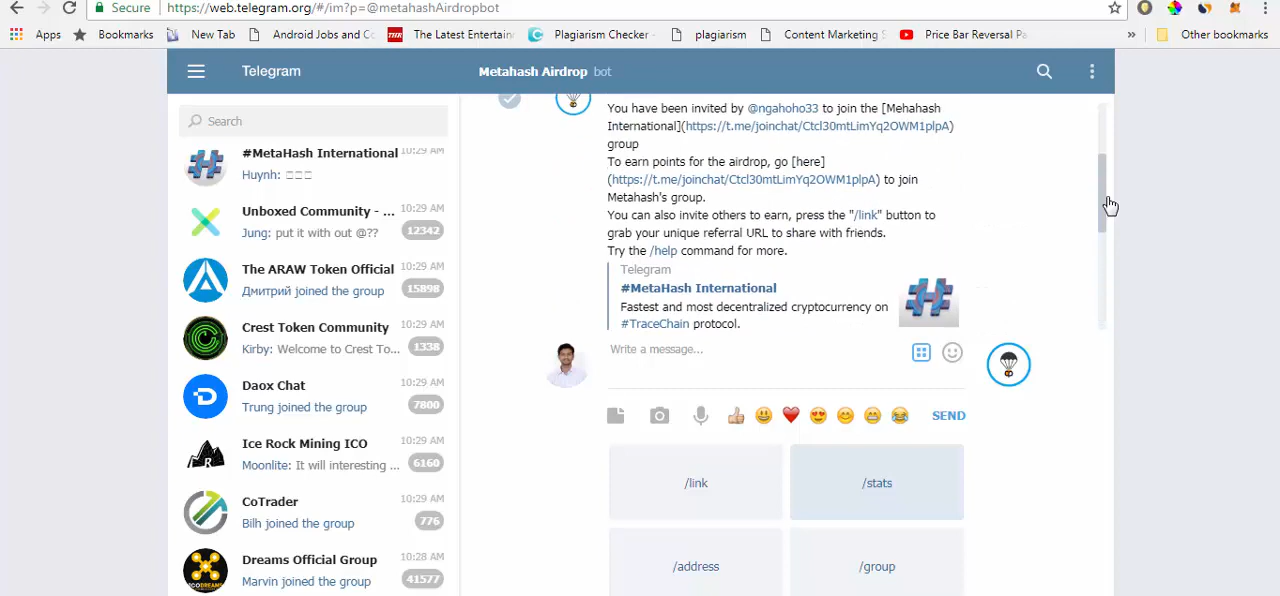 Secure
https://web.telegram.org/#/im?p=@metahashAirdropbot
Apps
Bookmarks
New Tab
Android Jobs and Co
The Latest Entertain
Plagiarism Checker -
plagiarism
Content Marketing S
Price Bar Reversal Pa
»
Other bookmarks
Telegram
Metahash Airdrop bot
Search
#MetaHash International 10:29 AM
Huynh:
Unboxed Community - ... 10:29 AM
Jung: put it with out @?? 12342
The ARAW Token Official 10:29 AM
Дмитрий joined the group 15898
Crest Token Community 10:29 AM
Kirby: Welcome to Crest To... 1338
Daox Chat 10:29 AM
Trung joined the group 7800
Ice Rock Mining ICO 10:29 AM
Moonlite: It will interesting ... 6160
CoTrader 10:29 AM
Bilh joined the group 776
Dreams Official Group 10:28 AM
Marvin joined the group 41577
You have been invited by @ngahoho33 to join the [Mehahash
International](https://t.me/joinchat/Ctcl30mtLimYq2OWM1plpA)
group
To earn points for the airdrop, go [here]
(https://t.me/joinchat/Ctcl30mtLimYq2OWM1plpA) to join
Metahash's group.
You can also invite others to earn, press the "/link" button to
grab your unique referral URL to share with friends.
Try the /help command for more.
Telegram
#MetaHash International
Fastest and most decentralized cryptocurrency on
#TraceChain protocol.
Write a message...
SEND
/link
/stats
/address
/group